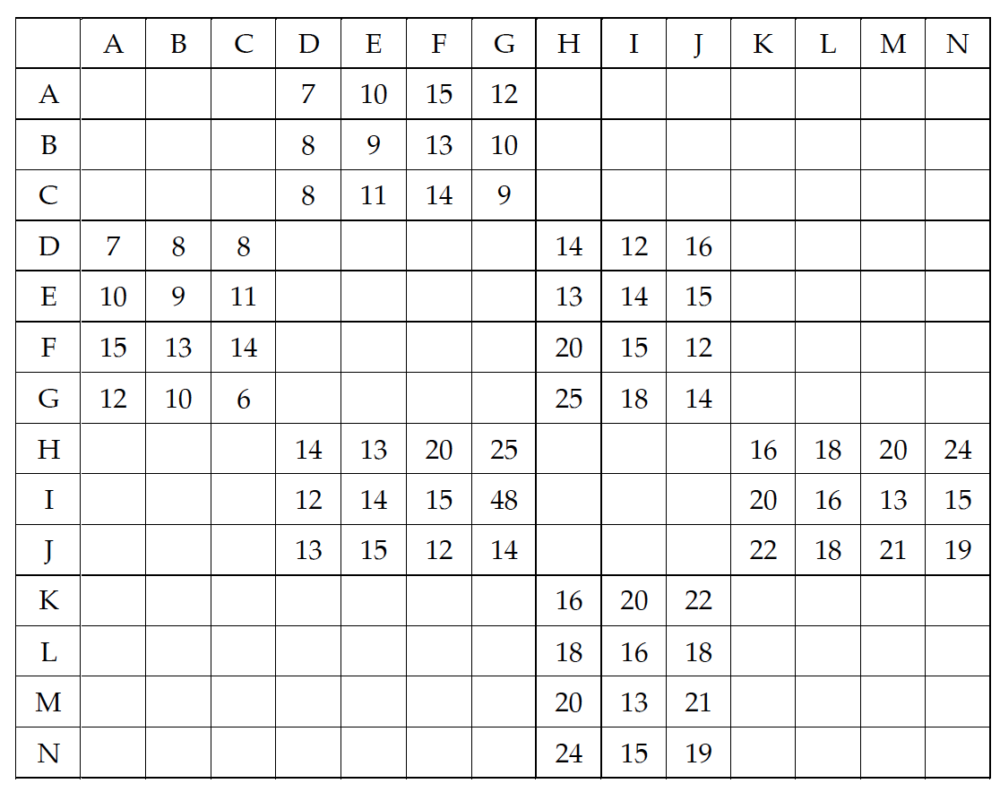 A B C D E F G H I J K L M N
A 7 10 15 12
B 8 9 13 10
C 8 11 14 9
D 7 8 8 14 12 16
E 10 9 11 13 14 15
F 15 13 14 20 15 12
G 12 10 6 25 18 14
H 14 13 20 25 16 18 20 24
I 12 14 15 48 20 16 13 15
J 13 15 12 14 22 18 21 19
K 16 20 22
L 18 16 18
M 20 13 21
N 24 15 19